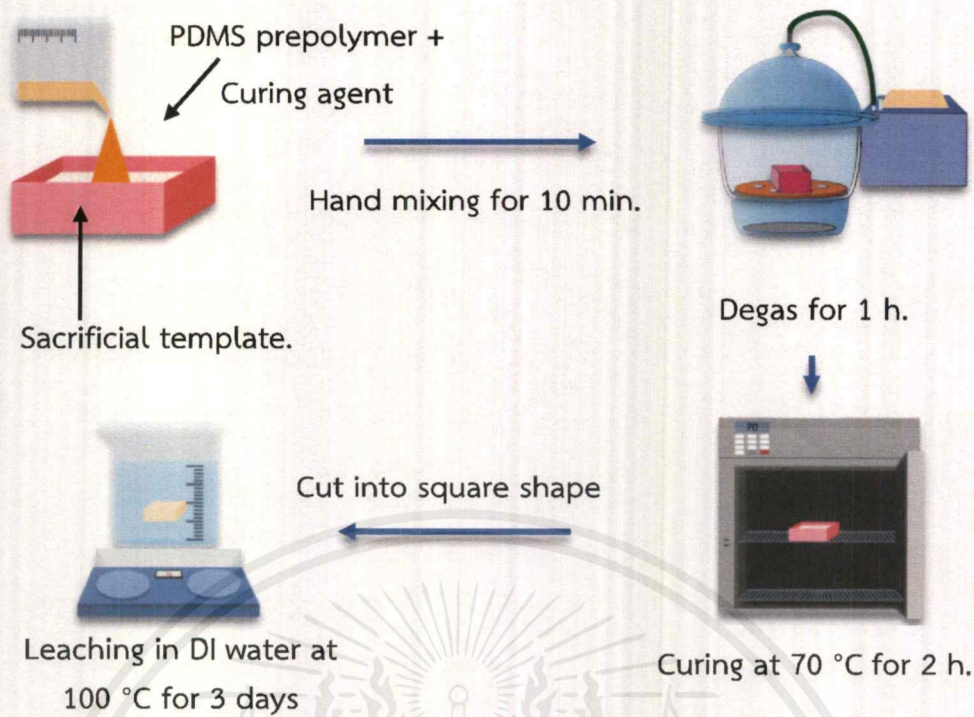 PDMS prepolymer +
Curing agent
Hand mixing for 10 min.
Sacrificial template.
Degas for 1 h.
70
Cut into square shape
Leaching in DI water at
100 °C for 3 days
Curing at 70 °C for 2 h.